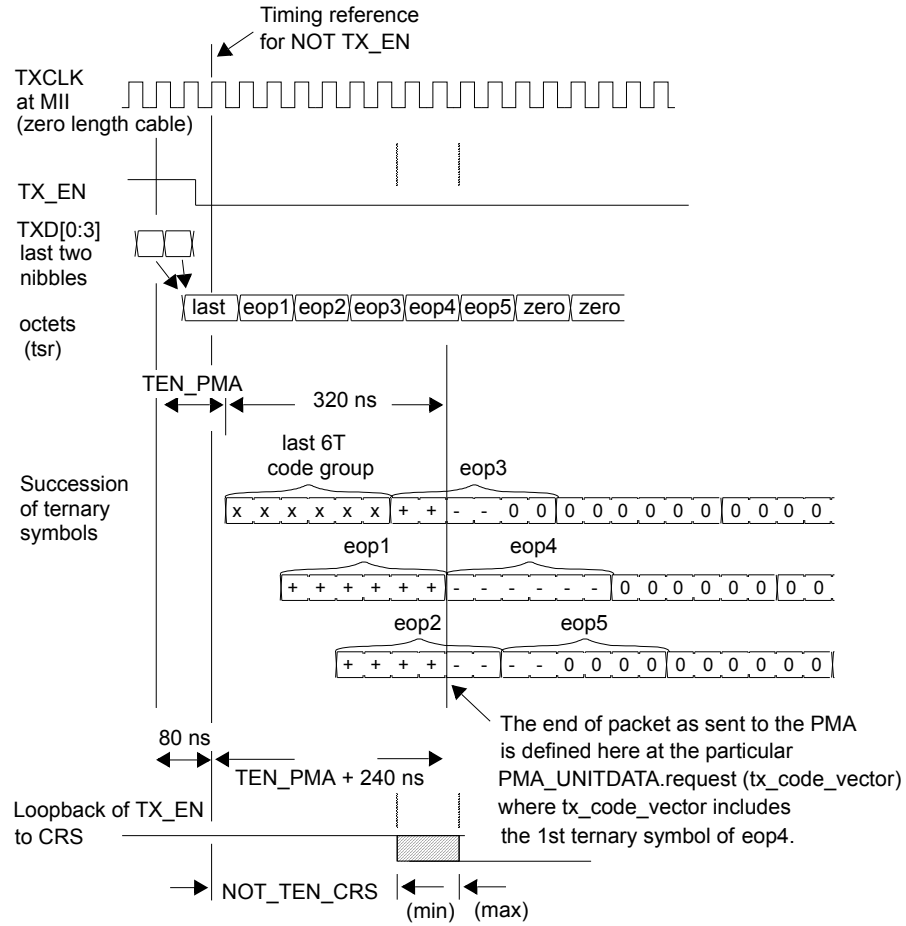 Timing reference
for NOT TX_EN
TXCLK
at MII
(zero length cable)
TX_EN
TXD[0:3]
last two
nibbles
octets
(tsr)
last eop1 eop2 eop3 eop4 eop5 zero zero
TEN_PMA
320 ns
last 6T
code group
eop3
Succession
of ternary
symbols
x x x x x x + + - - 0 0 0 0 0 0 0 0 0 0 0 0
eop1 eop4
+ + + + + + - - - - - - 0 0 0 0 0 0 0 0
eop2 eop5
+ + + + - - - - 0 0 0 0 0 0 0 0 0 0
The end of packet as sent to the PMA
is defined here at the particular
PMA_UNITDATA.request (tx_code_vector)
where tx_code_vector includes
the 1st ternary symbol of eop4.
80 ns
TEN_PMA + 240 ns
Loopback of TX_EN
to CRS
NOT_TEN_CRS
(min) (max)